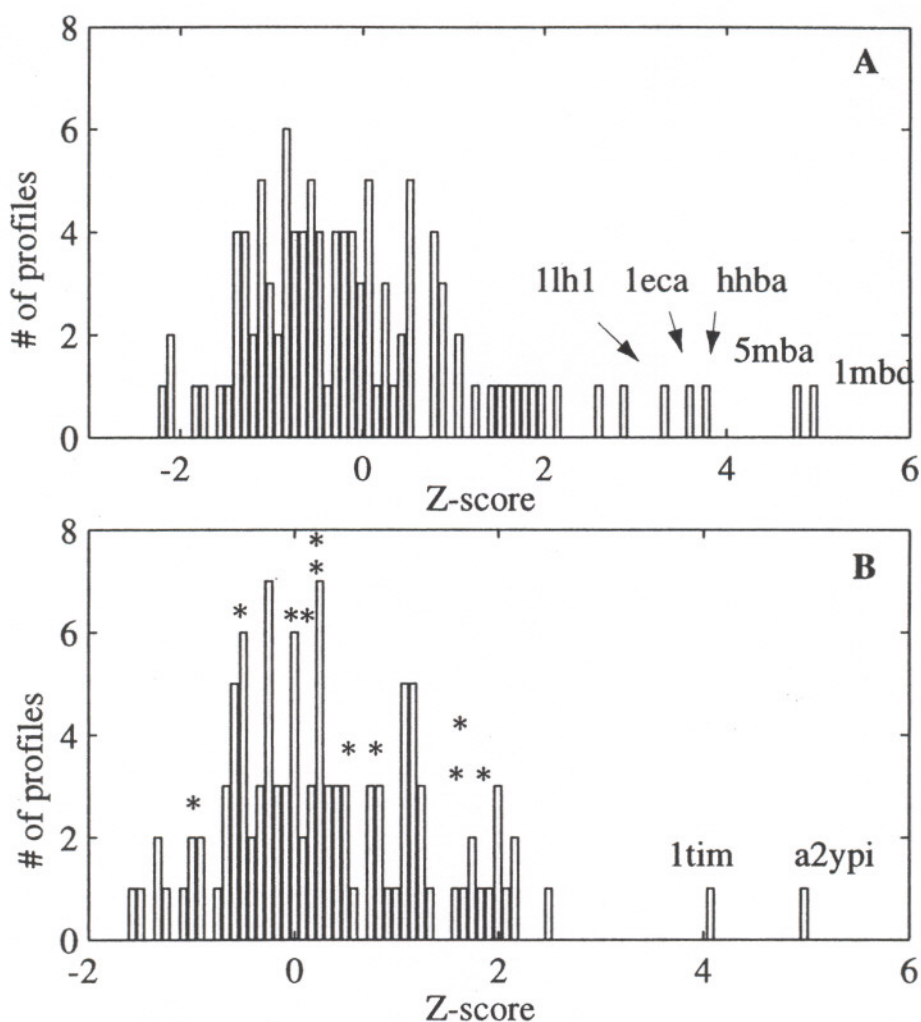 8
A
6
# of profiles
4
1lh1 1eca hhba
2
5mba
1mbd
0
-2 0 2 4 6
Z-score
8
*
B
*
6
* * *
# of profiles
4
*
* *
* *
2
*
1tim a2ypi
0
-2 0 2 4 6
Z-score